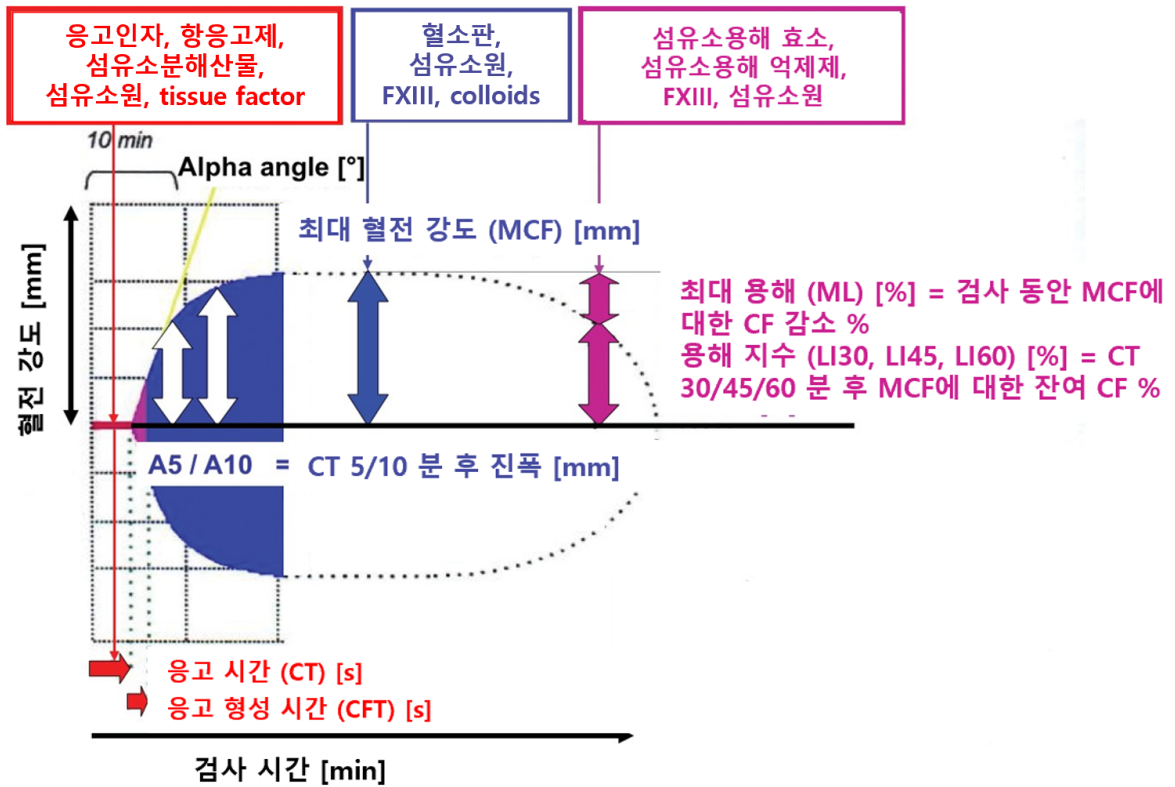 응고인자, 항응고제,
섬유소분해산물,
섬유소원, tissue factor
혈소판,
섬유소원,
FXIII, colloids
섬유소용해 효소,
섬유소용해 억제제,
FXIII, 섬유소원
10 min
Alpha angle [°]
최대 혈전 강도 (MCF) [mm]
혈전 강도 [mm]
최대 용해 (ML) [%] = 검사 동안 MCF에
대한 CF 감소 %
용해 지수 (LI30, LI45, LI60) [%] = CT
30/45/60 분 후 MCF에 대한 잔여 CF %
A5 / A10 = CT 5/10 분 후 진폭 [mm]
응고 시간 (CT) [s]
응고 형성 시간 (CFT) [s]
검사 시간 [min]